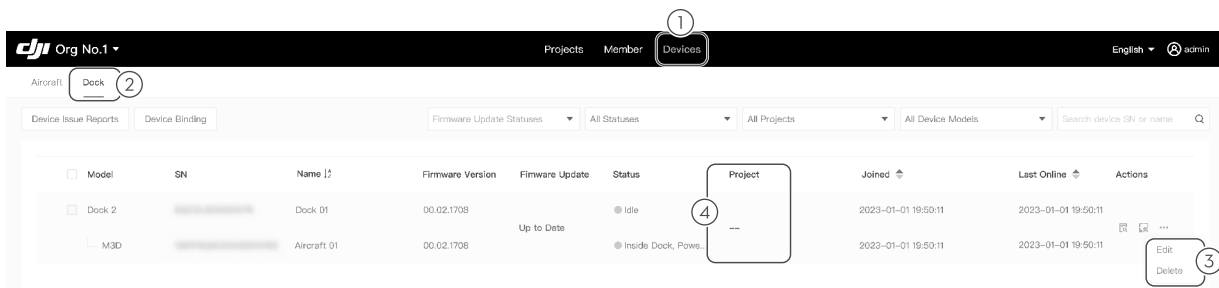 1
dji Org No.1 Projects Member Devices English admin
Aircraft Dock 2
Device Issue Reports Device Binding Firmware Update Statuses All Statuses All Projects All Device Models Search device SN or name
Model SN Name Firmware Version Fimware Update Status Project Joined Last Online Actions
Dock 2 Dock 01 00.02.1708 Idle 2023-01-01 19:50:11 2023-01-01 19:50:11
4
Up to Date -- ...
M3D Aircraft 01 00.02.1708 Inside Dock, Powe... 2023-01-01 19:50:11 2023-01-01 19:50:11
Edit
3
Delete